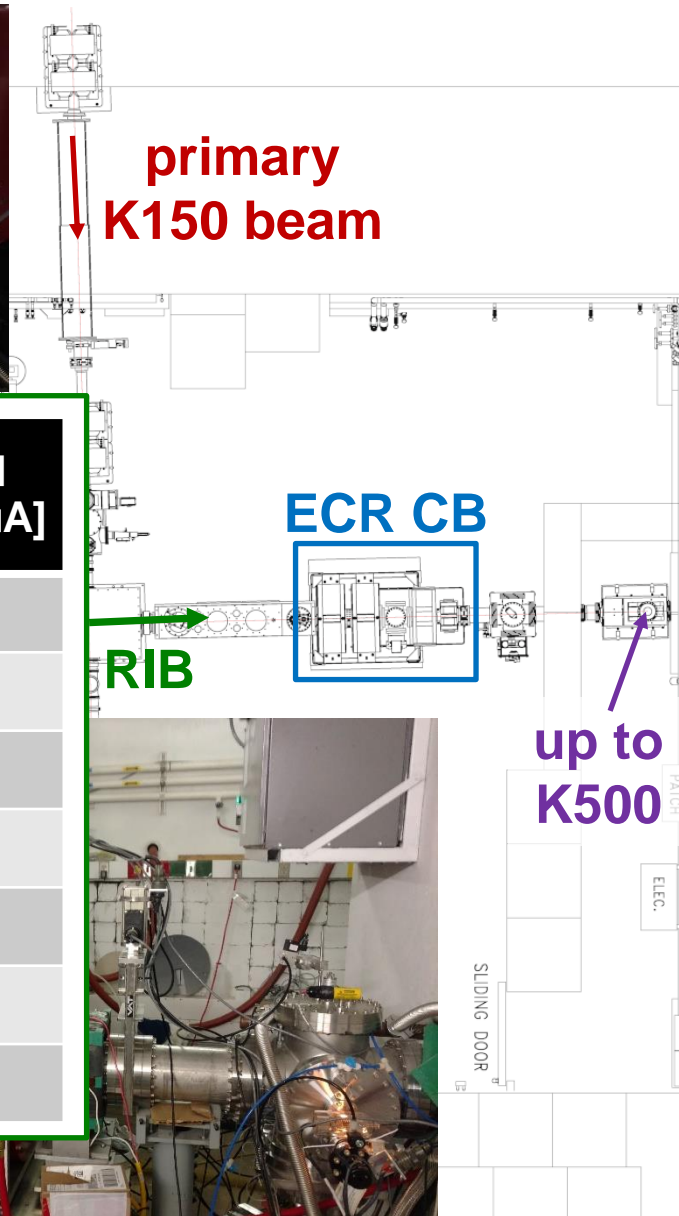 primary
K150 beam
A]
ECR CB
RIB
up to
K500
PATCH
ELEC.
SLIDING DOOR